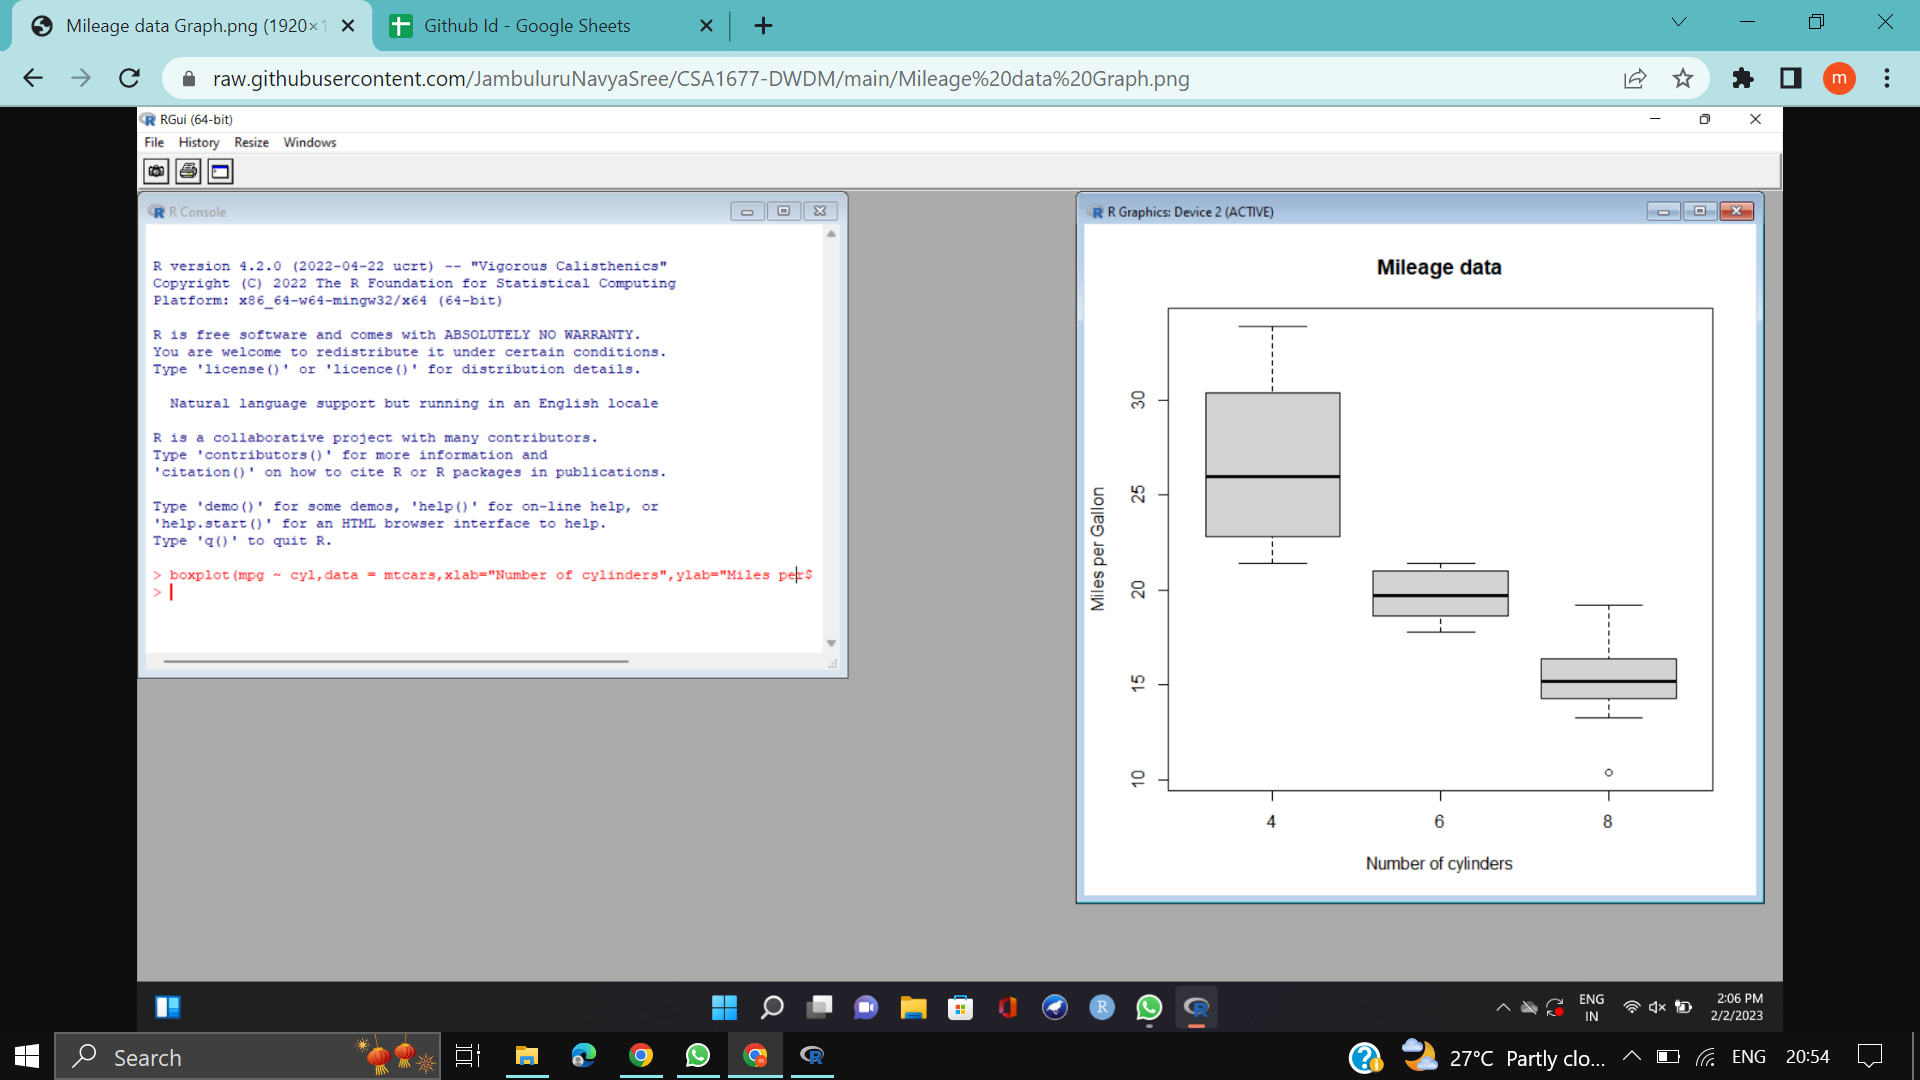 Mileage data Graph.png (1920×1
Github Id - Google Sheets
raw.githubusercontent.com/JambuluruNavyaSree/CSA1677-DWDM/main/Mileage%20data%20Graph.png
m
RGui (64-bit)
File History Resize Windows
R Console
R version 4.2.0 (2022-04-22 ucrt) -- "Vigorous Calisthenics"
Copyright (C) 2022 The R Foundation for Statistical Computing
Platform: x86_64-w64-mingw32/x64 (64-bit)
R is free software and comes with ABSOLUTELY NO WARRANTY.
You are welcome to redistribute it under certain conditions.
Type 'license()' or 'licence()' for distribution details.
Natural language support but running in an English locale
R is a collaborative project with many contributors.
Type 'contributors()' for more information and
'citation()' on how to cite R or R packages in publications.
Type 'demo()' for some demos, 'help()' for on-line help, or
'help.start()' for an HTML browser interface to help.
Type 'q()' to quit R.
> boxplot(mpg ~ cyl,data = mtcars,xlab="Number of cylinders",ylab="Miles per$
>
R Graphics: Device 2 (ACTIVE)
Mileage data
Miles per Gallon
30
25
20
15
10
4 6 8
Number of cylinders
ENG
IN
2:06 PM
2/2/2023
Search
27°C Partly clo...
ENG
20:54